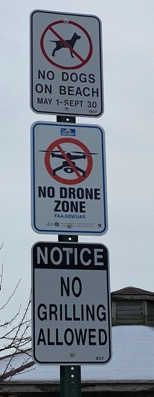 NO DOGS
ON BEACH
MAY 1-SEPT 30
NO DRONE
ZONE
FAA.GOV/UAS
NOTICE
NO
GRILLING
ALLOWED